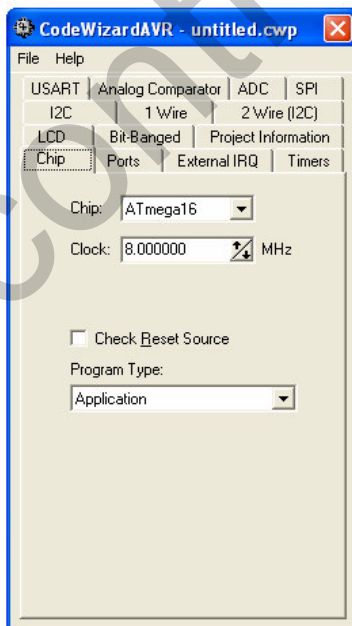 CodeWizardAVR - untitled.cwp
File Help
USART Analog Comparator ADC SPI
I2C 1 Wire 2 Wire (I2C)
LCD Bit-Banged Project Information
Chip Ports External IRQ Timers
Chip: ATmega16
Clock: 8.000000 MHz
Check Reset Source
Program Type:
Application